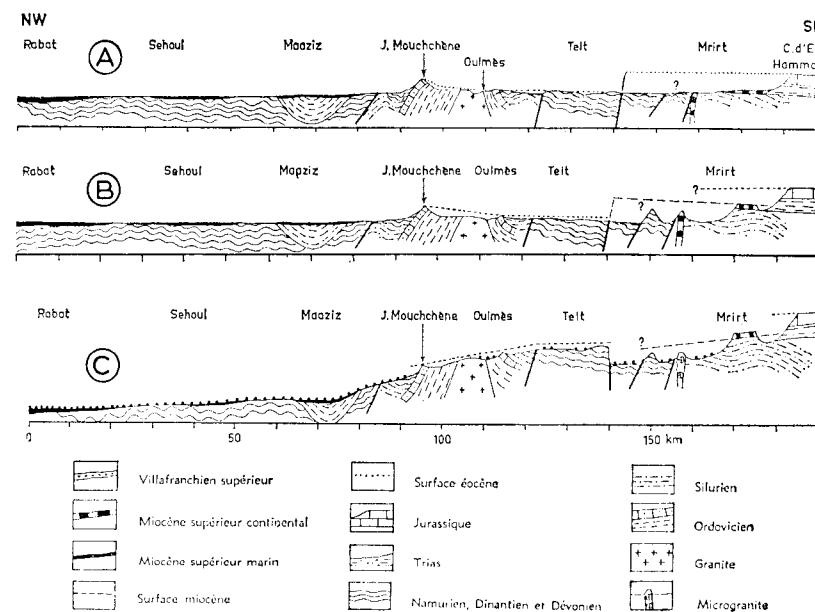 NW
Rabat Sehoul Maaziz J. Mouchchène Oulmès Telt Mrirt
A
?
Rabat Sehoul Maaziz J. Mouchchène Oulmès Telt Mrirt
B
? ?
Rabat Sehoul Maaziz J. Mouchchène Oulmès Telt Mrirt
C
?
0 50 100 150 km
Villafranchien supérieur
Miocène supérieur continental
Miocène supérieur marin
Surface miocène
Surface éocène
Jurassique
Trias
Namurien, Dinantien et Dévonien
Silurien
Ordovicien
Granite
Microgranite